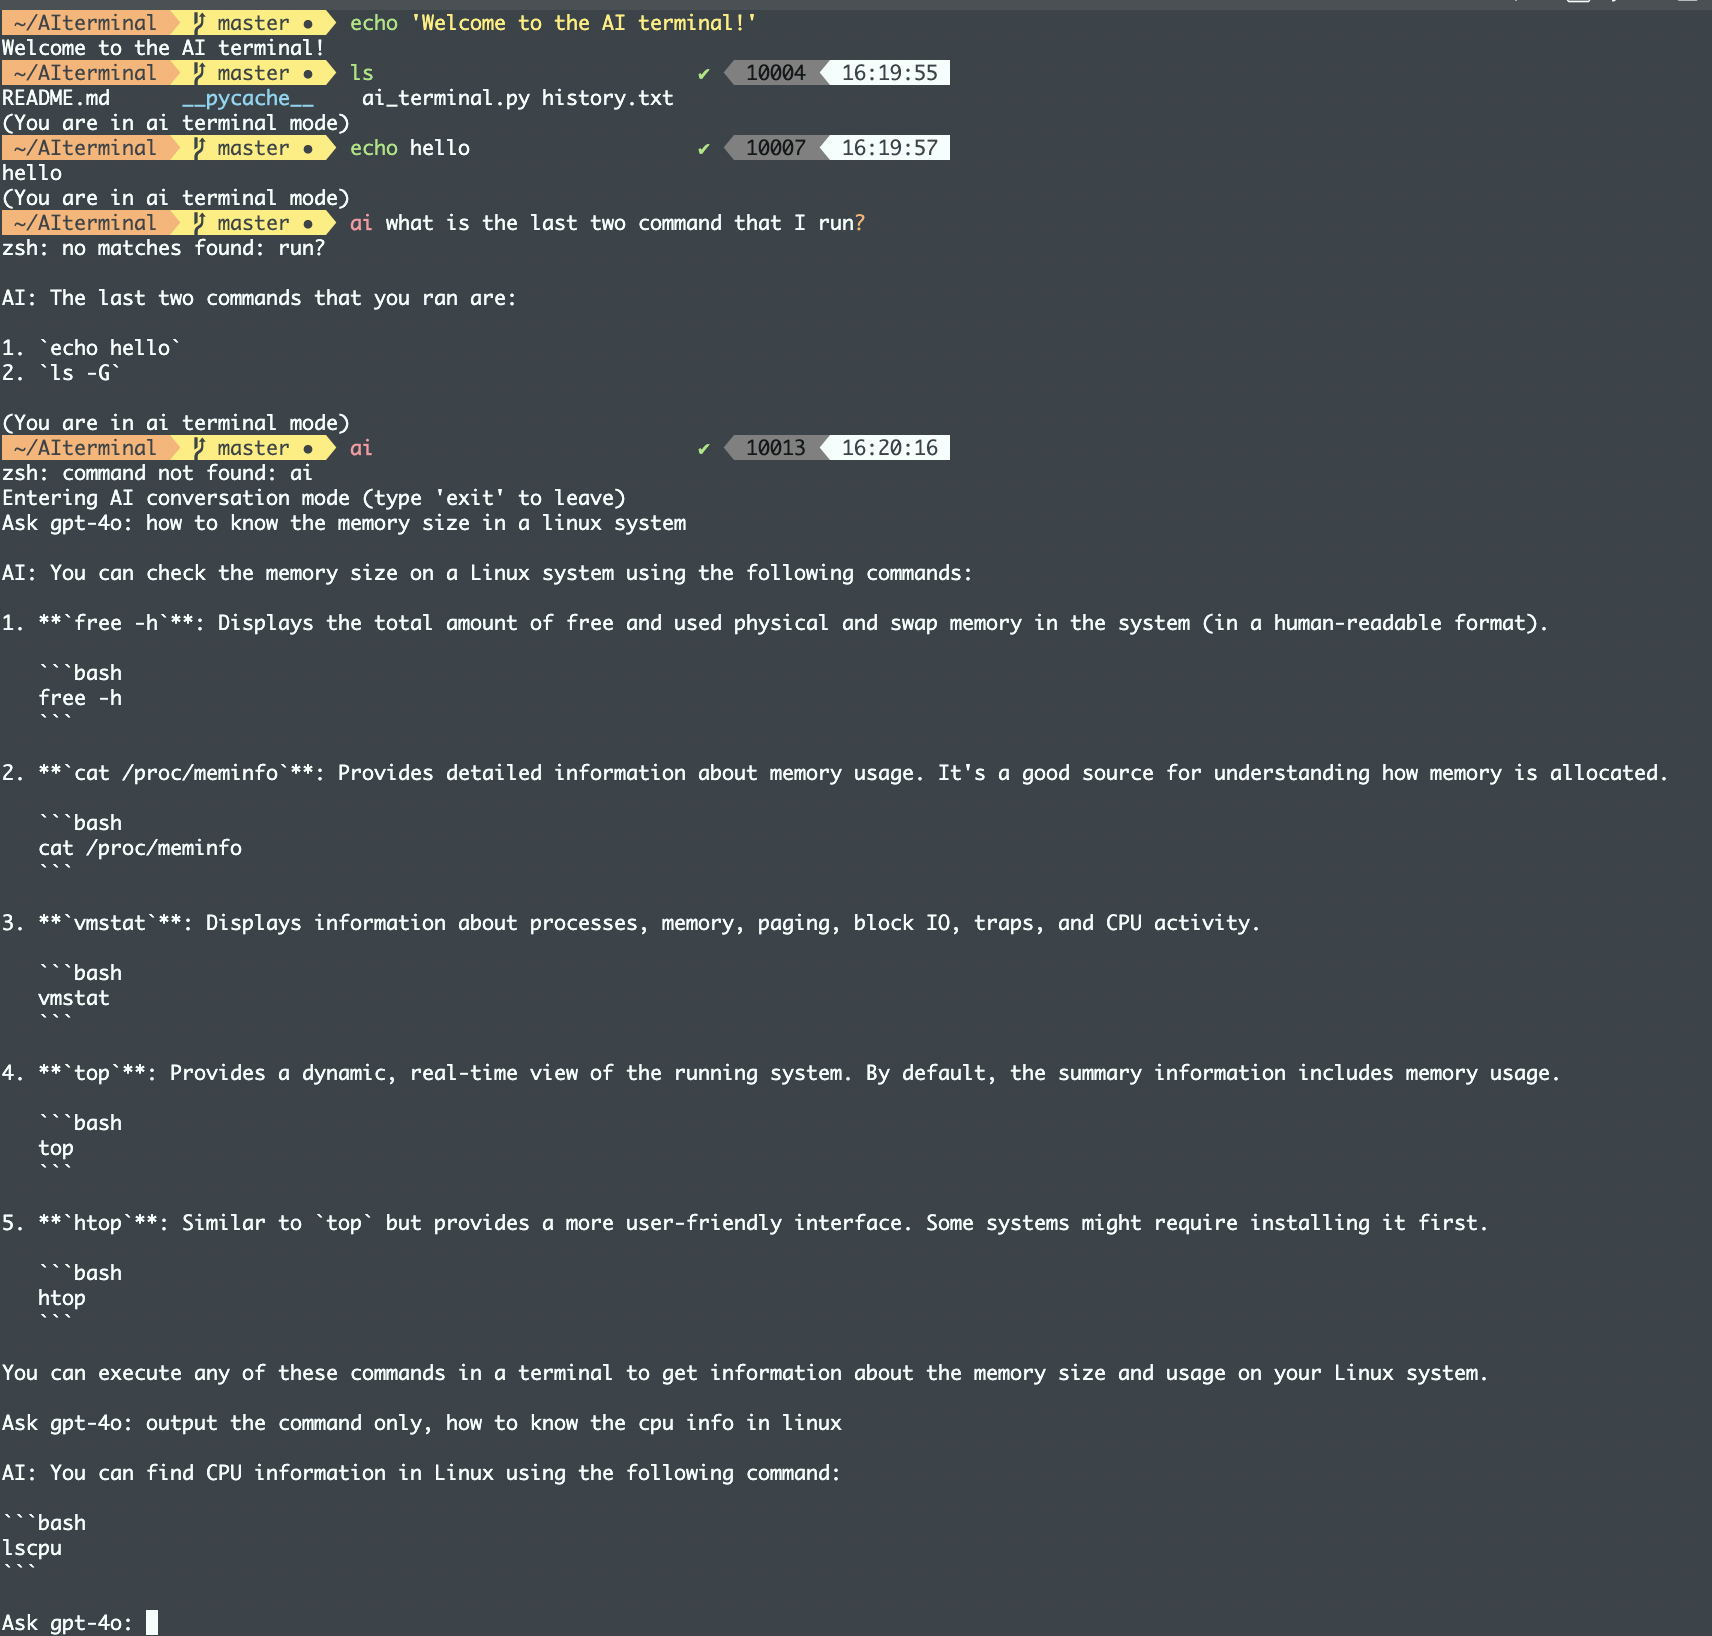 ~/AIterminal master ● echo 'Welcome to the AI terminal!'
Welcome to the AI terminal!
~/AIterminal master ● ls ✔ 10004 16:19:55
README.md __pycache__ ai_terminal.py history.txt
(You are in ai terminal mode)
~/AIterminal master ● echo hello ✔ 10007 16:19:57
hello
(You are in ai terminal mode)
~/AIterminal master ● ai what is the last two command that I run?
zsh: no matches found: run?
AI: The last two commands that you ran are:
1. `echo hello`
2. `ls -G`
(You are in ai terminal mode)
~/AIterminal master ● ai ✔ 10013 16:20:16
zsh: command not found: ai
Entering AI conversation mode (type 'exit' to leave)
Ask gpt-4o: how to know the memory size in a linux system
AI: You can check the memory size on a Linux system using the following commands:
1. **`free -h`**: Displays the total amount of free and used physical and swap memory in the system (in a human-readable format).
```bash
free -h
```
2. **`cat /proc/meminfo`**: Provides detailed information about memory usage. It's a good source for understanding how memory is allocated.
```bash
cat /proc/meminfo
```
3. **`vmstat`**: Displays information about processes, memory, paging, block IO, traps, and CPU activity.
```bash
vmstat
```
4. **`top`**: Provides a dynamic, real-time view of the running system. By default, the summary information includes memory usage.
```bash
top
```
5. **`htop`**: Similar to `top` but provides a more user-friendly interface. Some systems might require installing it first.
```bash
htop
```
You can execute any of these commands in a terminal to get information about the memory size and usage on your Linux system.
Ask gpt-4o: output the command only, how to know the cpu info in linux
AI: You can find CPU information in Linux using the following command:
```bash
lscpu
```
Ask gpt-4o: